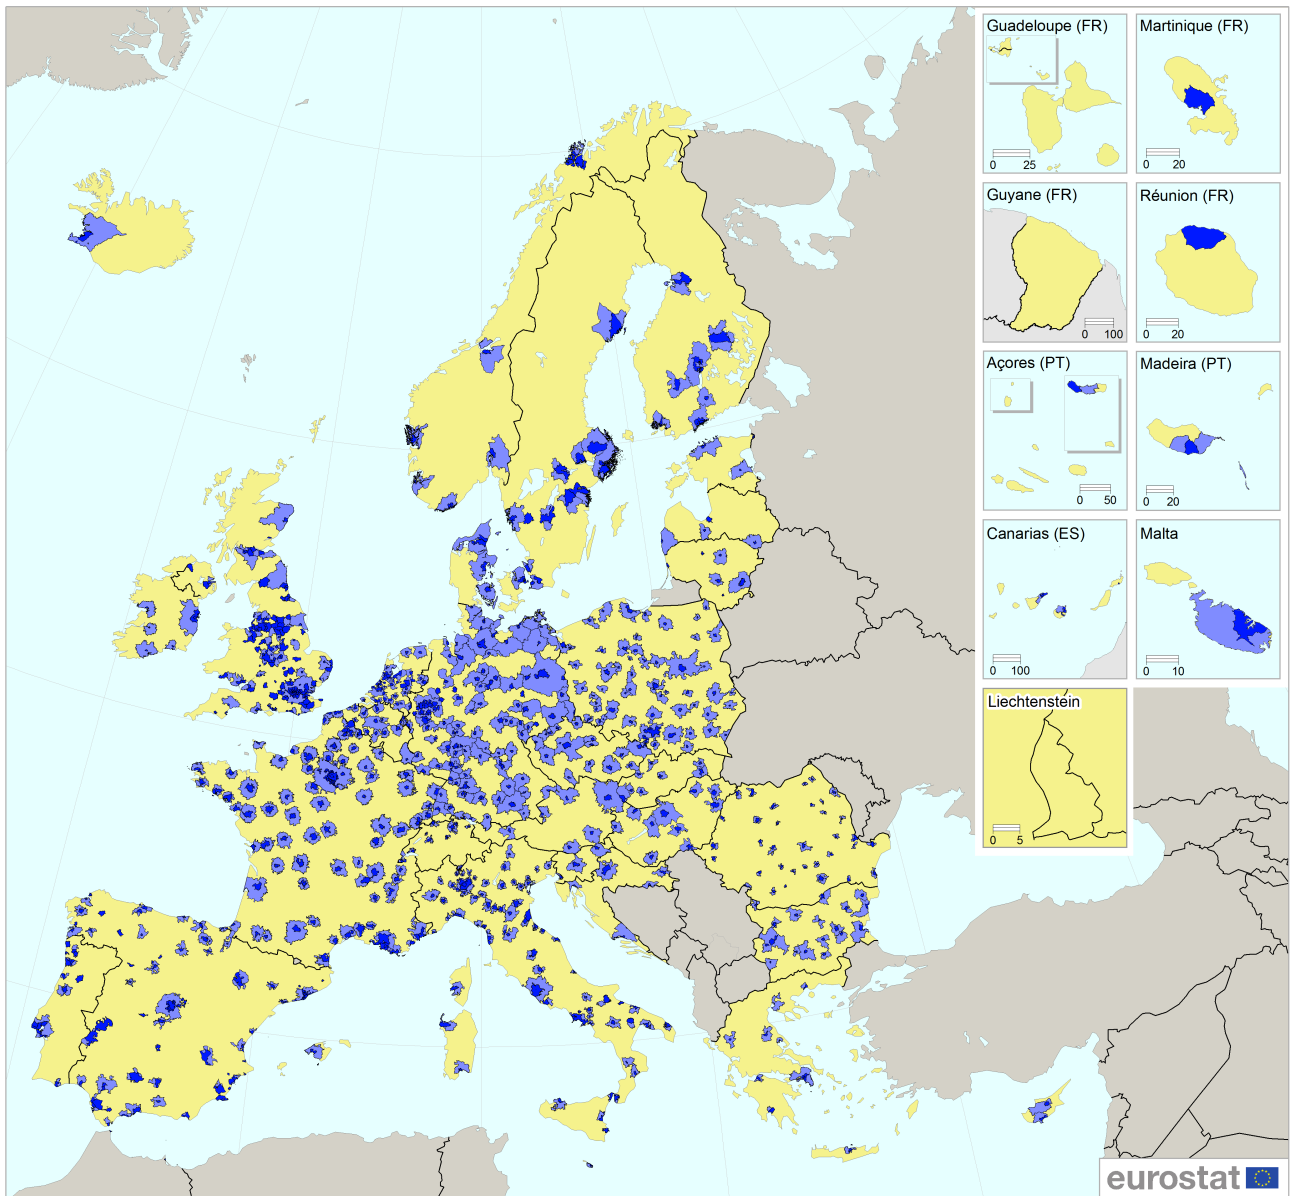 Guadeloupe (FR)
0 25
Martinique (FR)
0 20
Guyane (FR)
0 100
Réunion (FR)
0 20
Açores (PT)
0 50
Madeira (PT)
0 20
Canarias (ES)
0 100
Malta
0 10
Liechtenstein
0 5
eurostat